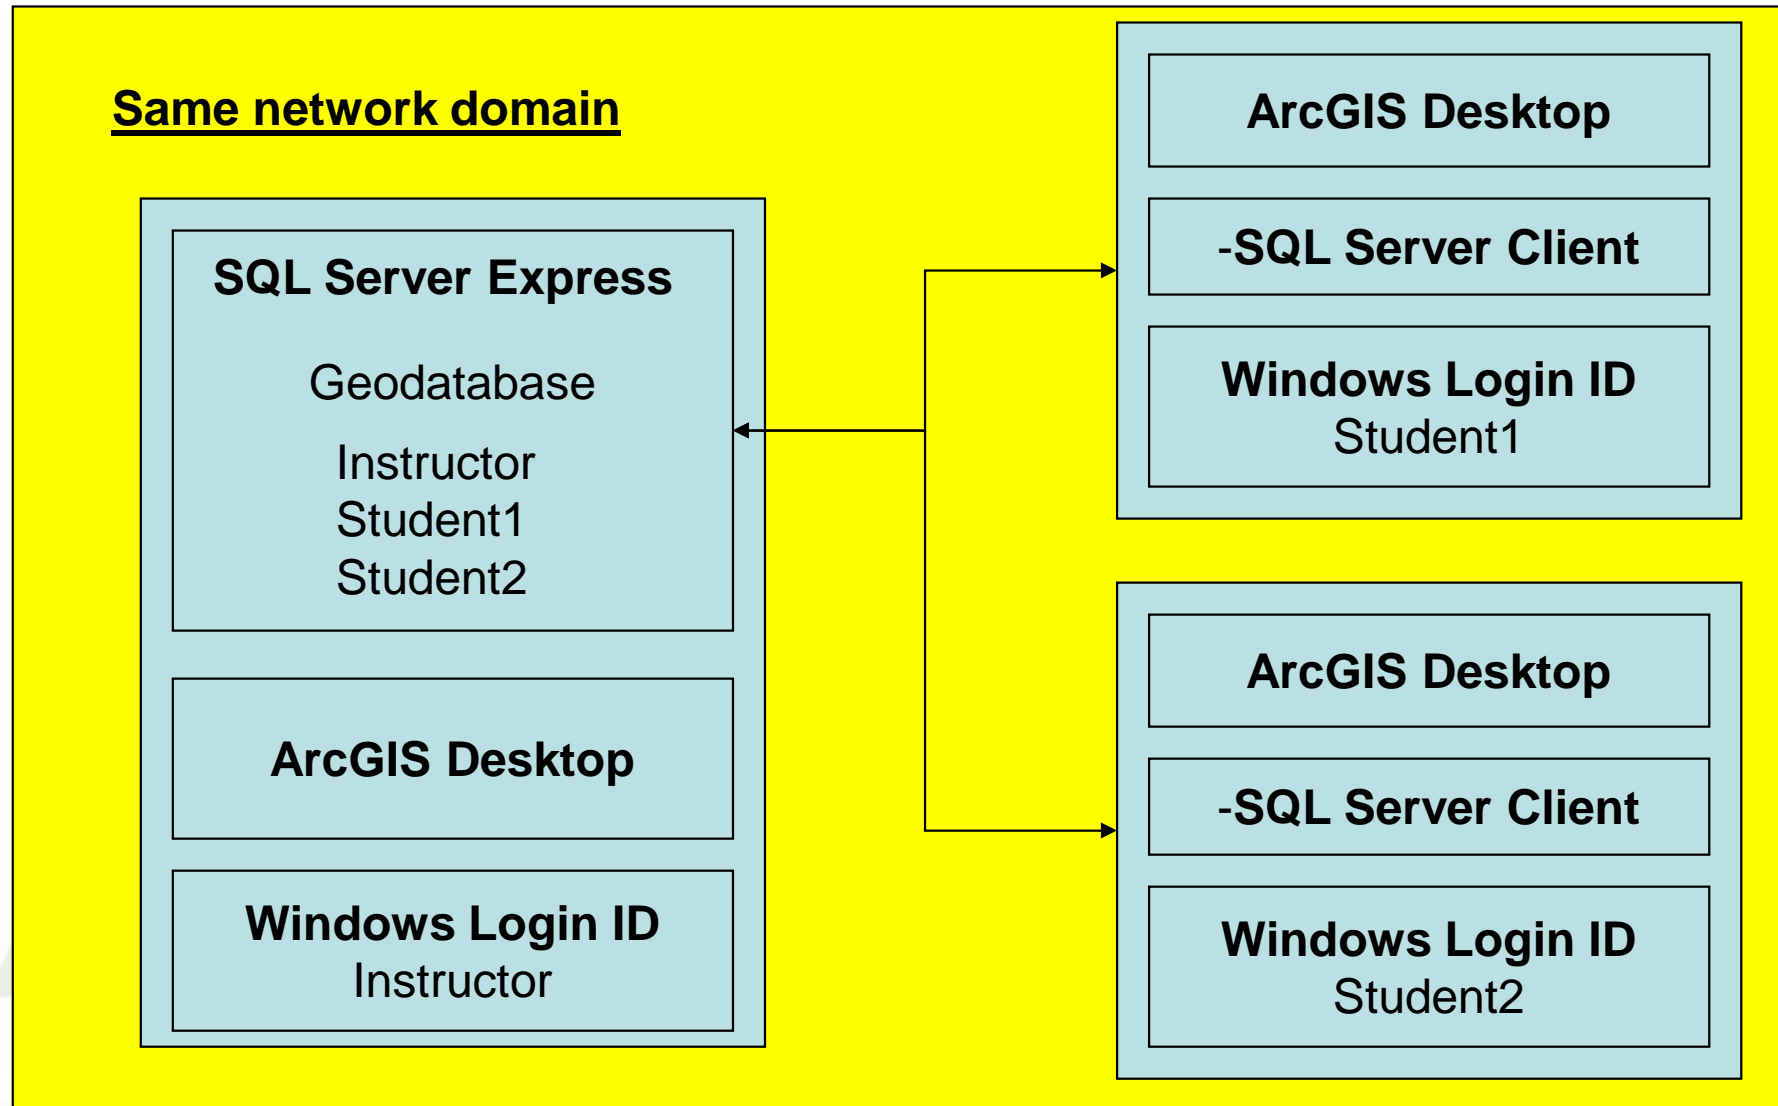 Same network domain
SQL Server Express
Geodatabase
Instructor
Student1
Student2
ArcGIS Desktop
Windows Login ID
Instructor
ArcGIS Desktop
-SQL Server Client
Windows Login ID
Student1
ArcGIS Desktop
-SQL Server Client
Windows Login ID
Student2